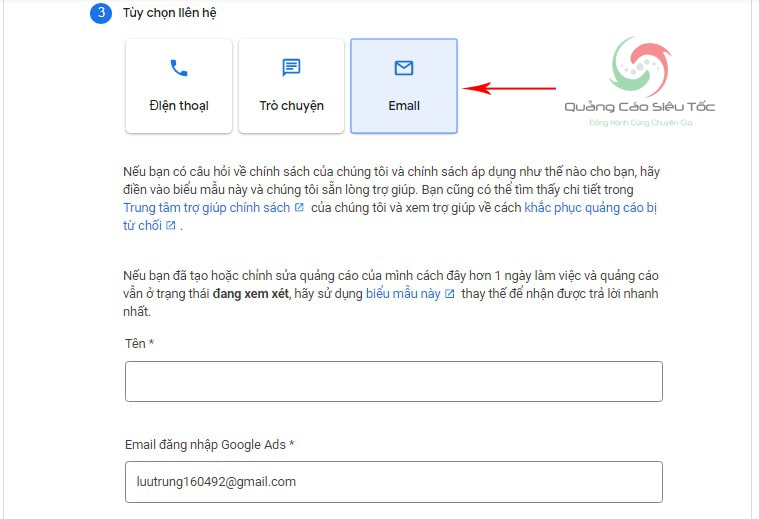 3 Tùy chọn liên hệ
Điện thoại
Trò chuyện
Email
Quảng Cáo Siêu Tốc
Đồng Hành Cùng Chuyên Gia
Nếu bạn có câu hỏi về chính sách của chúng tôi và chính sách áp dụng như thế nào cho bạn, hãy
điền vào biểu mẫu này và chúng tôi sẵn lòng trợ giúp. Bạn cũng có thể tìm thấy chi tiết trong
Trung tâm trợ giúp chính sách của chúng tôi và xem trợ giúp về cách khắc phục quảng cáo bị
từ chối .
Nếu bạn đã tạo hoặc chỉnh sửa quảng cáo của mình cách đây hơn 1 ngày làm việc và quảng cáo
vẫn ở trạng thái đang xem xét, hãy sử dụng biểu mẫu này thay thế để nhận được trả lời nhanh
nhất.
Tên *
Email đăng nhập Google Ads *
luutrung160492@gmail.com